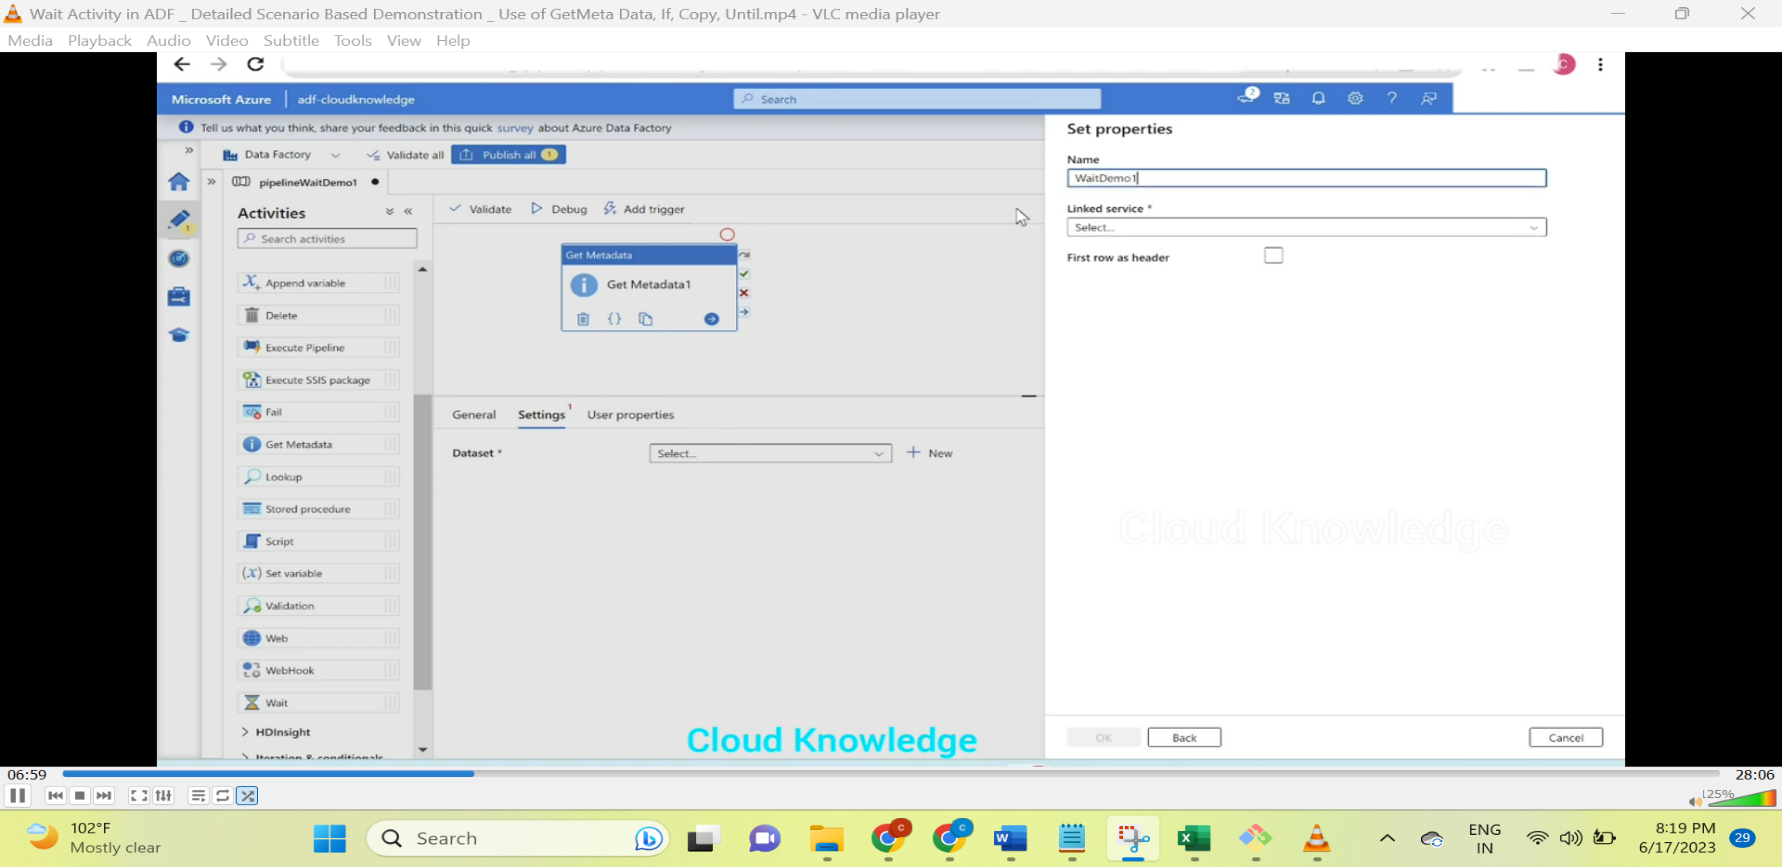 Wait Activity in ADF _ Detailed Scenario Based Demonstration _ Use of GetMeta Data, If, Copy, Until.mp4 - VLC media player
Media Playback Audio Video Subtitle Tools View Help
Microsoft Azure adf-cloudknowledge Search 2
Tell us what you think, share your feedback in this quick survey about Azure Data Factory
Data Factory Validate all Publish all 1
pipelineWaitDemo1
Activities
Search activities
Append variable
Delete
Execute Pipeline
Execute SSIS package
Fail
Get Metadata
Lookup
Stored procedure
Script
Set variable
Validation
Web
WebHook
Wait
HDInsight
Iteration & conditionals
Validate Debug Add trigger
Get Metadata
Get Metadata1
General Settings 1 User properties
Dataset * Select... New
Set properties
Name
WaitDemo1
Linked service *
Select...
First row as header
Cloud Knowledge
Cloud Knowledge
OK Back Cancel
06:59 28:06
125%
102°F
Mostly clear
Search
ENG
IN
8:19 PM
6/17/2023
29